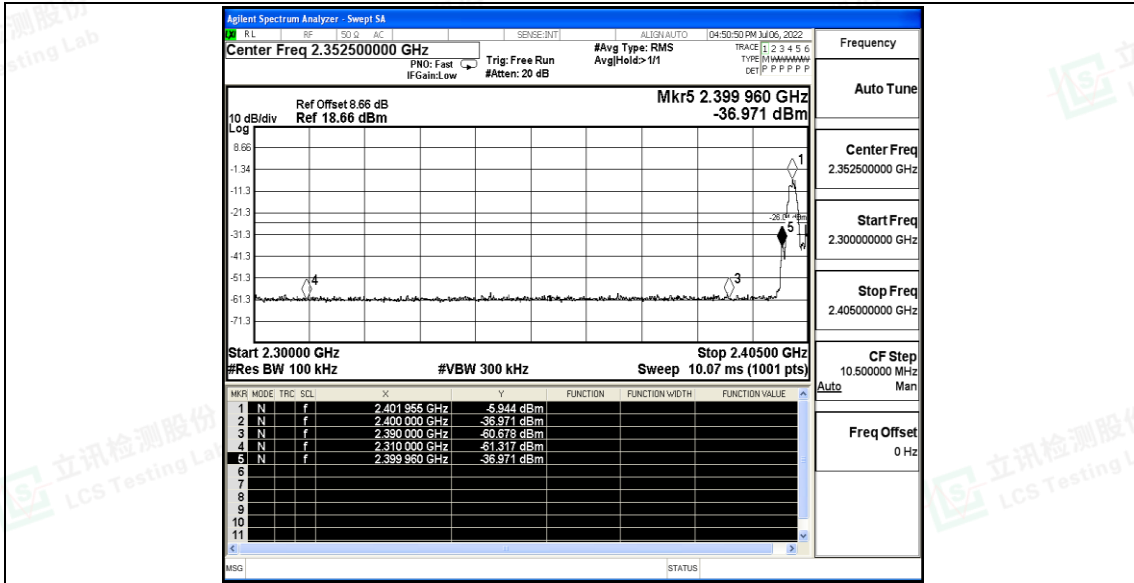 Agilent Spectrum Analyzer - Swept SA
RL RF 50 Ω AC SENSE:INT ALIGNAUTO 04:50:50 PM Jul 06, 2022
Center Freq 2.352500000 GHz
PNO: Fast
IFGain:Low
Trig: Free Run
#Atten: 20 dB
#Avg Type: RMS
Avg|Hold:>1/1
TRACE 1 2 3 4 5 6
TYPE M WWWWW
DET P P P P P P
Frequency
Auto Tune
Center Freq
2.352500000 GHz
Start Freq
2.300000000 GHz
Stop Freq
2.405000000 GHz
CF Step
10.500000 MHz
Auto Man
Freq Offset
0 Hz
Mkr5 2.399 960 GHz
-36.971 dBm
Ref Offset 8.66 dB
10 dB/div Ref 18.66 dBm
Log
8.66
-1.34
-11.3
-21.3
-31.3
-41.3
-51.3
-61.3
-71.3
1
5
4
3
Start 2.30000 GHz Stop 2.40500 GHz
#Res BW 100 kHz #VBW 300 kHz Sweep 10.07 ms (1001 pts)
MKR MODE TRC SCL X Y FUNCTION FUNCTION WIDTH FUNCTION VALUE
1 N f 2.401 955 GHz -5.944 dBm
2 N f 2.400 000 GHz -36.971 dBm
3 N f 2.390 000 GHz -60.678 dBm
4 N f 2.310 000 GHz -61.317 dBm
5 N f 2.399 960 GHz -36.971 dBm
6
7
8
9
10
11
MSG STATUS
立讯检测股份
LCS Testing Lab
立讯检测股份